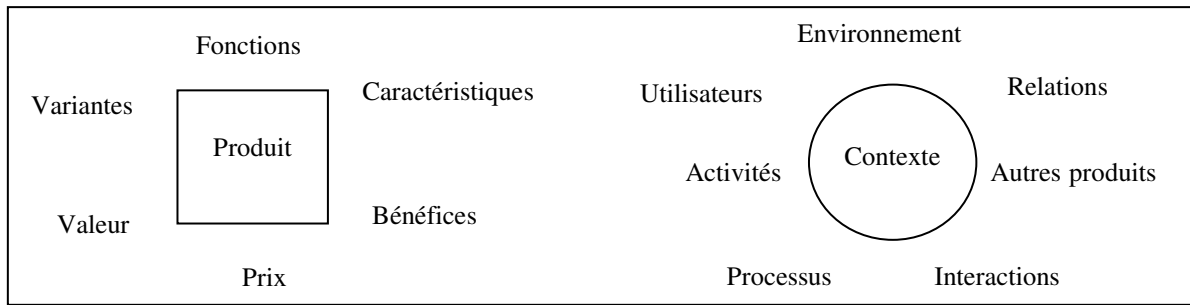 Fonctions
Variantes
Caractéristiques
Produit
Valeur
Bénéfices
Prix
Environnement
Utilisateurs
Relations
Contexte
Activités
Autres produits
Processus
Interactions